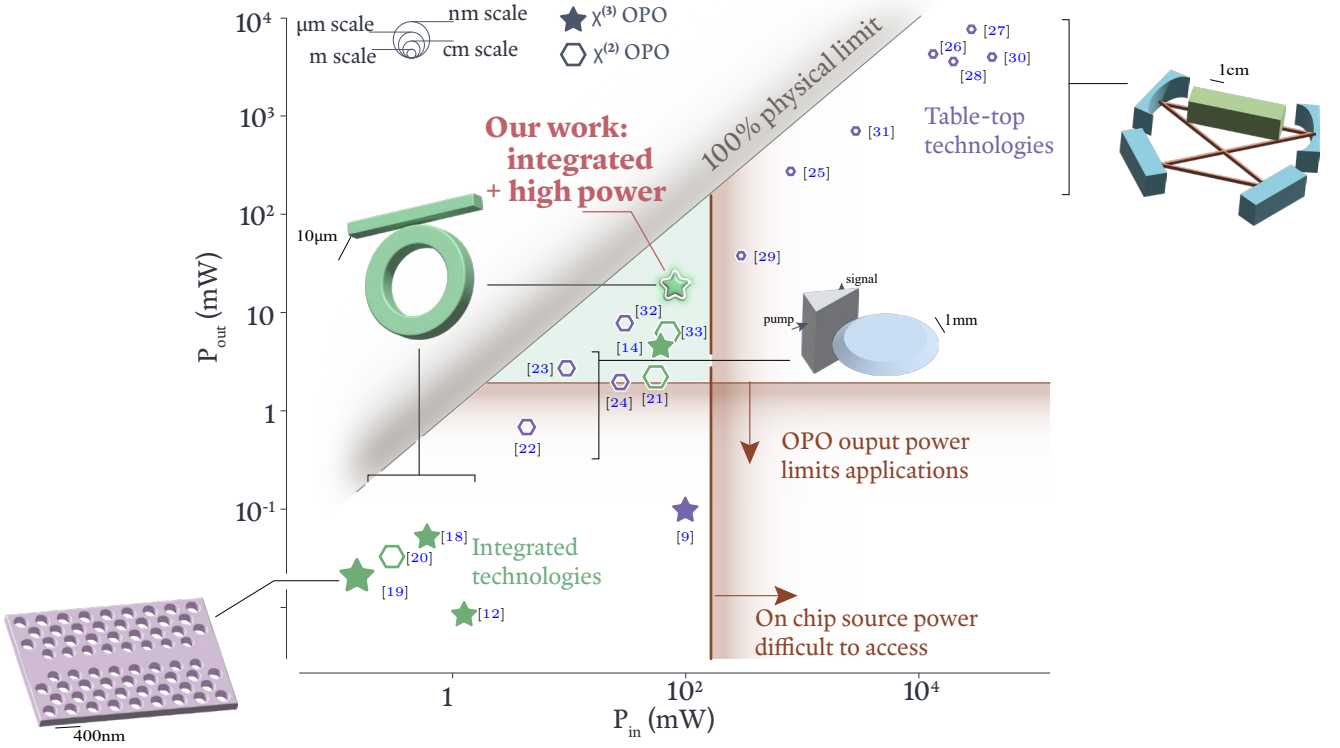 10⁴
10³
10²
10
1
10⁻¹
P_out (mW)
nm scale
μm scale
cm scale
m scale
χ⁽³⁾ OPO
χ⁽²⁾ OPO
100% physical limit
Our work:
integrated
+ high power
10μm
[26]
[27]
[28]
[30]
[31]
[25]
[29]
Table-top
technologies
1cm
signal
pump
1mm
[32]
[33]
[14]
[23]
[24]
[21]
[22]
OPO ouput power
limits applications
[9]
[18]
[20]
[19]
[12]
Integrated
technologies
On chip source power
difficult to access
400nm
1
10²
10⁴
P_in (mW)